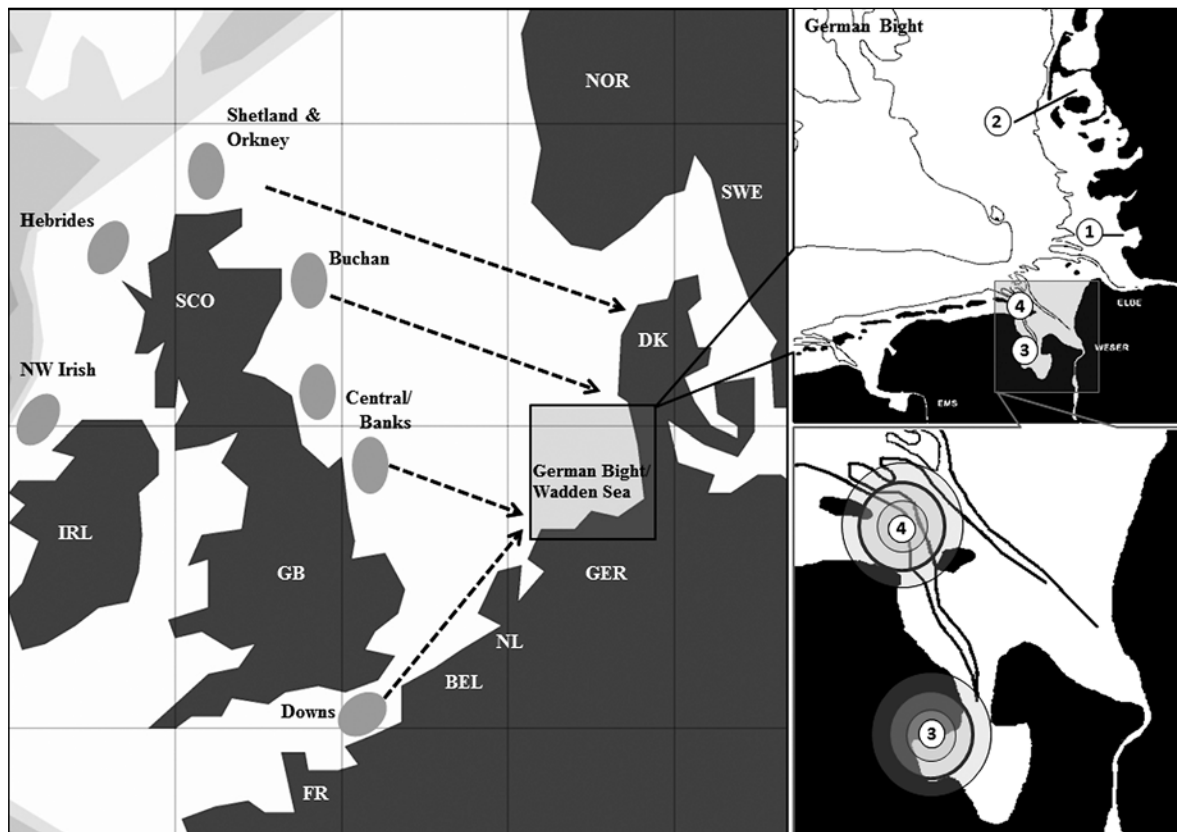 NOR
Shetland &
Orkney
SWE
Hebrides
Buchan
SCO
DK
NW Irish
Central/
Banks
German Bight/
Wadden Sea
IRL
GB
GER
NL
BEL
Downs
FR
German Bight
2
1
4
ELBE
3
WESER
EMS
4
3